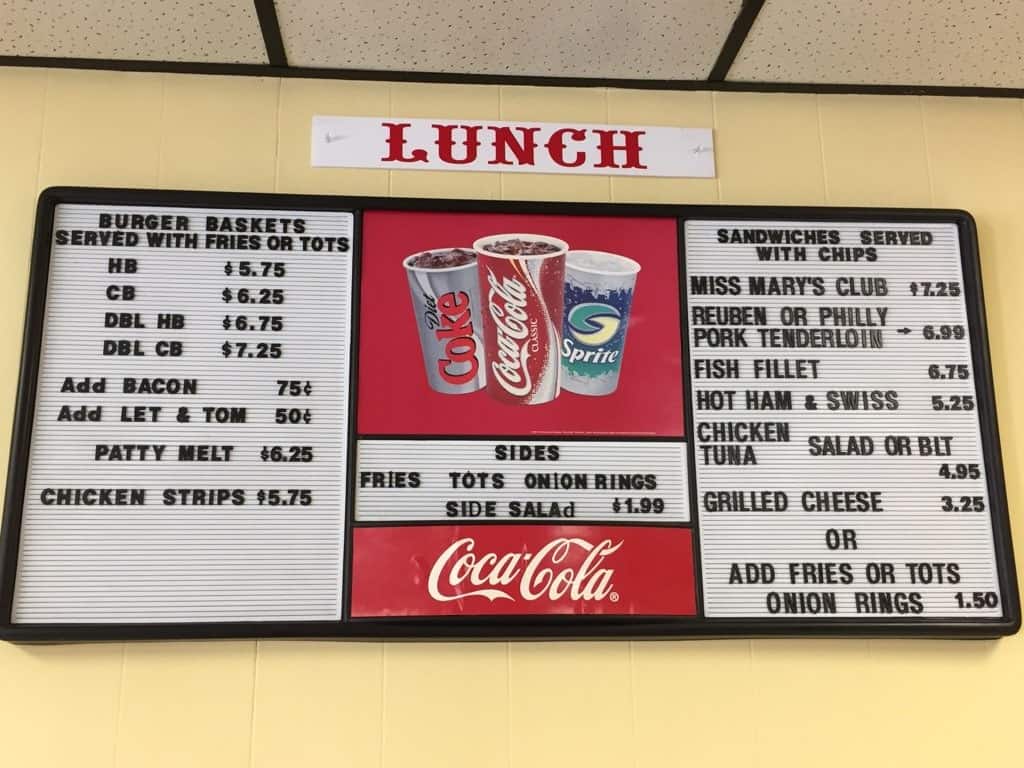 LUNCH
BURGER BASKETS
SERVED WITH FRIES OR TOTS
HB $5.75
CB $6.25
DBL HB $6.75
DBL CB $7.25
Add BACON 75¢
Add LET & TOM 50¢
PATTY MELT $6.25
CHICKEN STRIPS $5.75
Diet Coke
Coca-Cola
CLASSIC
Sprite
SIDES
FRIES TOTS ONION RINGS
SIDE SALAd $1.99
Coca-Cola®
SANDWICHES SERVED
WITH CHIPS
MISS MARY'S CLUB $7.25
REUBEN OR PHILLY
PORK TENDERLOIN → 6.99
FISH FILLET 6.75
HOT HAM & SWISS 5.25
CHICKEN
TUNA SALAD OR BLT
4.95
GRILLED CHEESE 3.25
OR
ADD FRIES OR TOTS
ONION RINGS 1.50